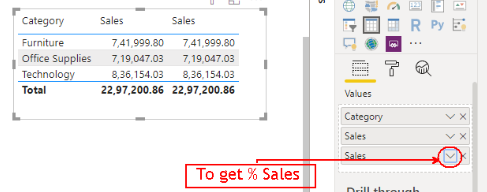 Category Sales Sales
Furniture 7,41,999.80 7,41,999.80
Office Supplies 7,19,047.03 7,19,047.03
Technology 8,36,154.03 8,36,154.03
Total 22,97,200.86 22,97,200.86
R Py
Values
Category
Sales
Sales
To get % Sales
Drill through